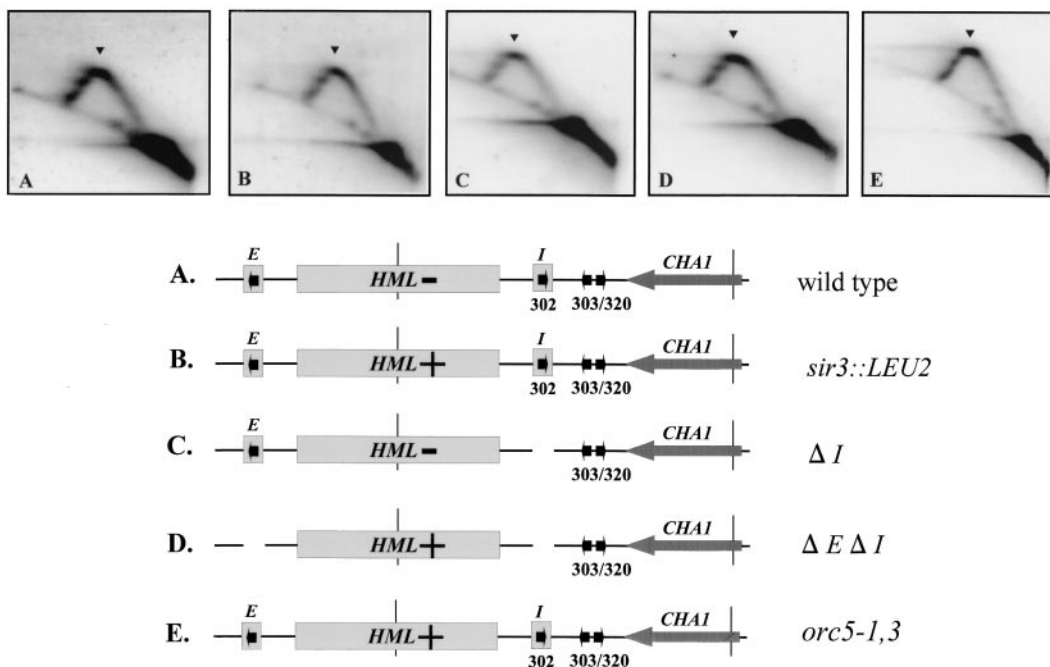 A B C D E
E I CHA1
A. HML - wild type
302 303/320
E I CHA1
B. HML + sir3::LEU2
302 303/320
E CHA1
C. HML - Δ I
303/320
CHA1
D. HML + Δ E Δ I
303/320
E I CHA1
E. HML + orc5-1,3
302 303/320